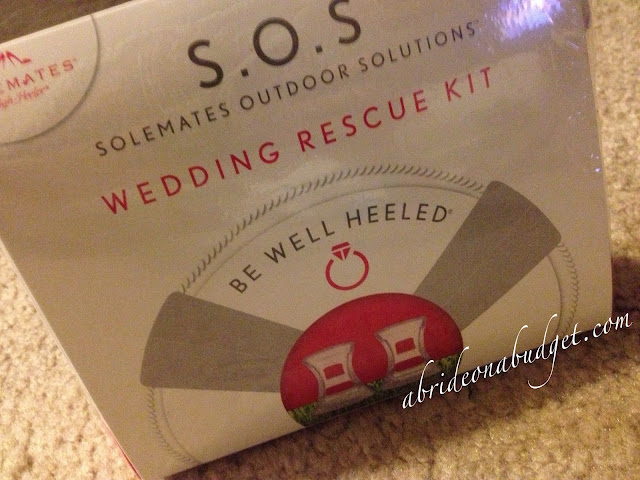 S.O.S
SOLEMATES OUTDOOR SOLUTIONS™
WEDDING RESCUE KIT
BE WELL HEELED®
abrideonabudget.com